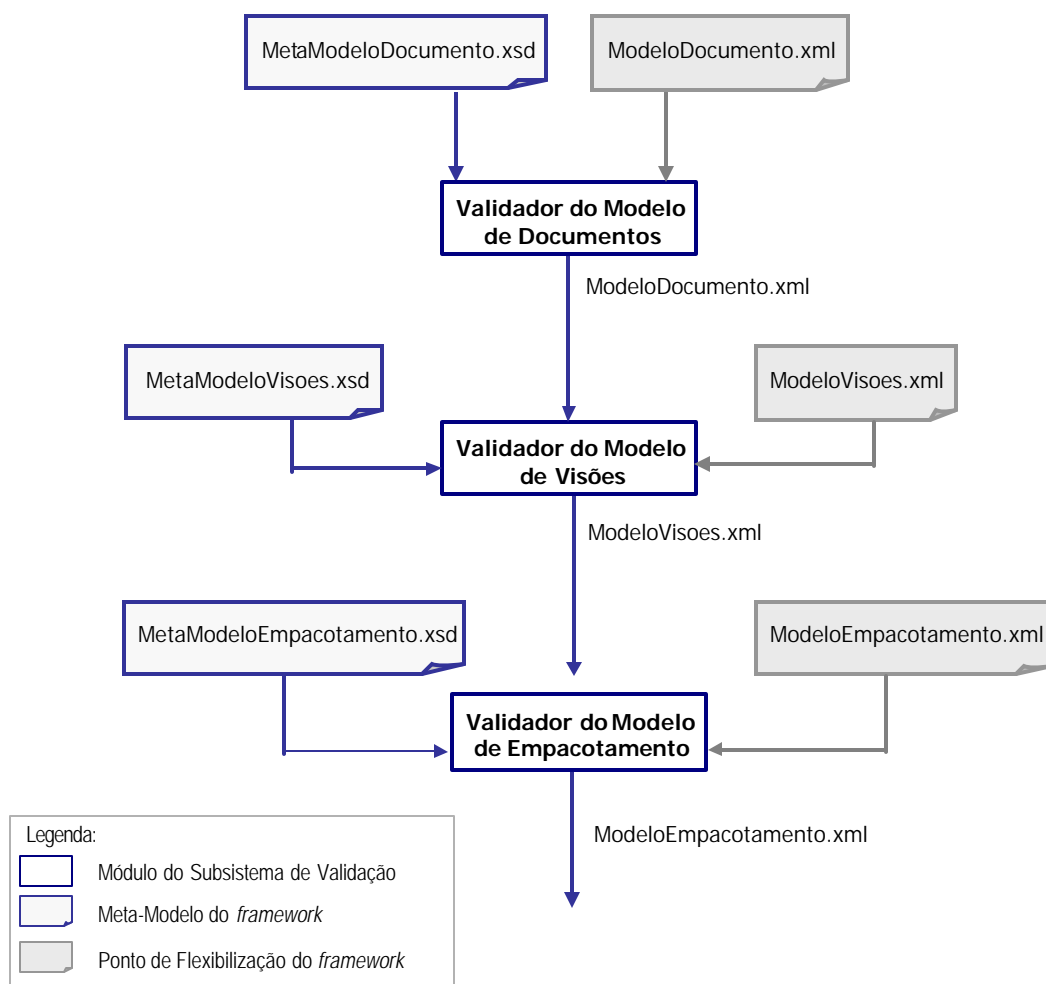 MetaModeloDocumento.xsd
ModeloDocumento.xml
Validador do Modelo
de Documentos
ModeloDocumento.xml
MetaModeloVisoes.xsd
ModeloVisoes.xml
Validador do Modelo
de Visões
ModeloVisoes.xml
MetaModeloEmpacotamento.xsd
ModeloEmpacotamento.xml
Validador do Modelo
de Empacotamento
ModeloEmpacotamento.xml
Legenda:
Módulo do Subsistema de Validação
Meta-Modelo do framework
Ponto de Flexibilização do framework